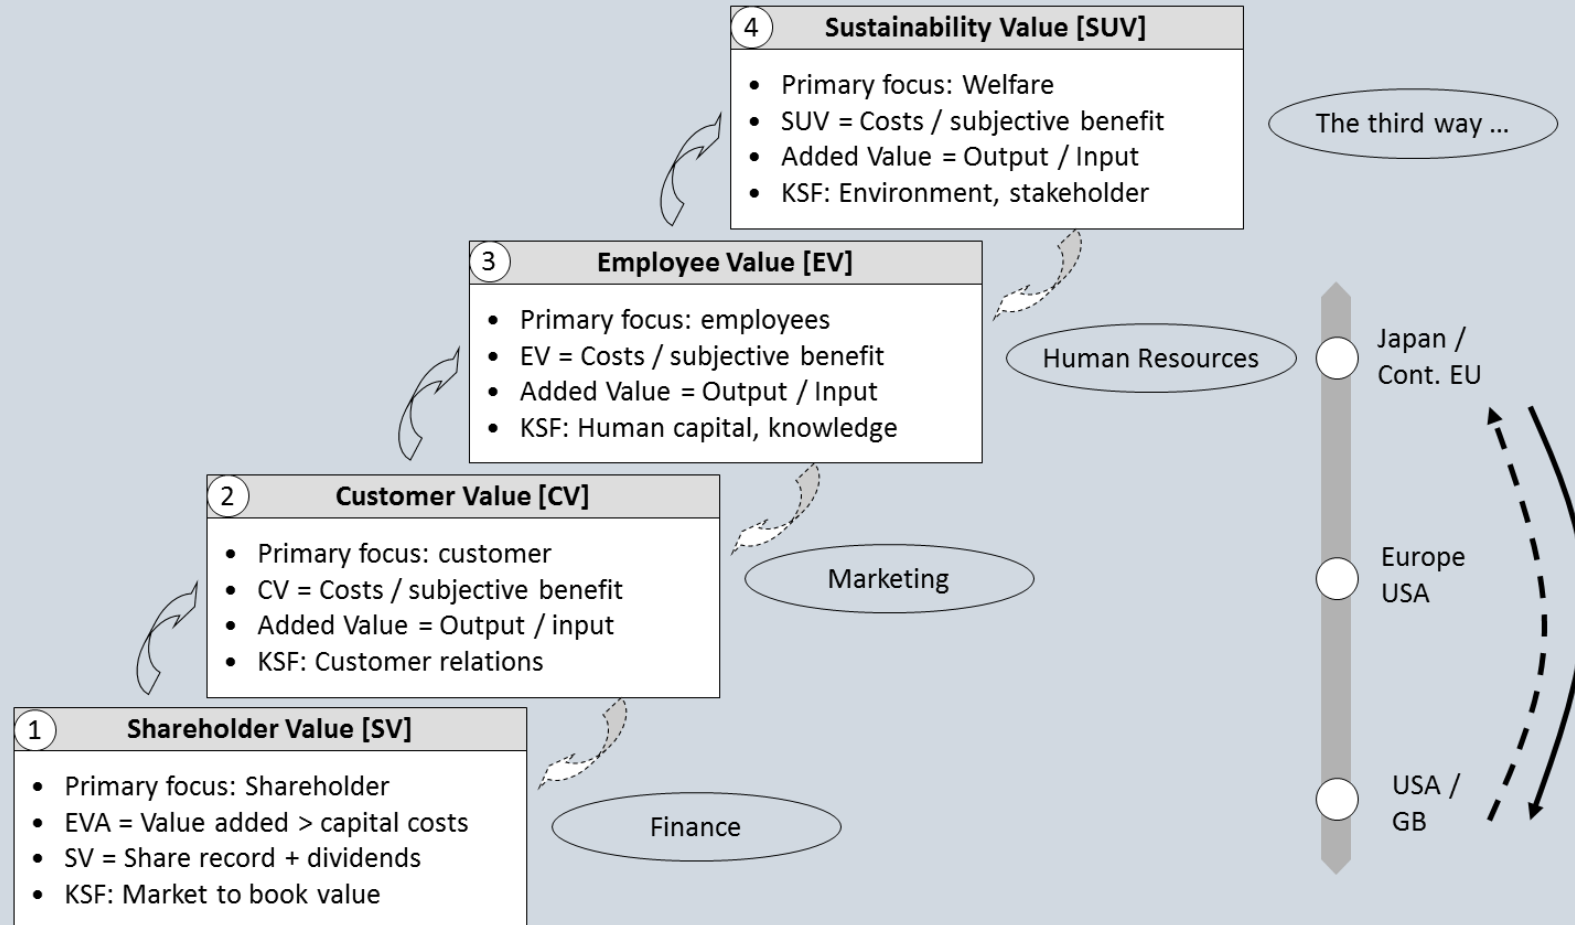 4
Sustainability Value [SUV]
• Primary focus: Welfare
• SUV = Costs / subjective benefit
• Added Value = Output / Input
• KSF: Environment, stakeholder
The third way ...
3
Employee Value [EV]
• Primary focus: employees
• EV = Costs / subjective benefit
• Added Value = Output / Input
• KSF: Human capital, knowledge
Human Resources
Japan /
Cont. EU
2
Customer Value [CV]
• Primary focus: customer
• CV = Costs / subjective benefit
• Added Value = Output / input
• KSF: Customer relations
Marketing
Europe
USA
1
Shareholder Value [SV]
• Primary focus: Shareholder
• EVA = Value added > capital costs
• SV = Share record + dividends
• KSF: Market to book value
Finance
USA /
GB